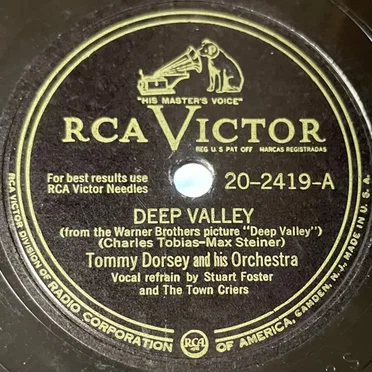 "HIS MASTER'S VOICE"
RCA VICTOR
REG U S PAT OFF MARCAS REGISTRADAS
For best results use
RCA Victor Needles
20-2419-A
DEEP VALLEY
(from the Warner Brothers picture "Deep Valley")
(Charles Tobias-Max Steiner)
Tommy Dorsey and his Orchestra
Vocal refrain by Stuart Foster
and The Town Criers
RCA VICTOR DIVISION OF RADIO CORPORATION OF AMERICA, CAMDEN, N.J., MADE IN U.S.A.
RCA